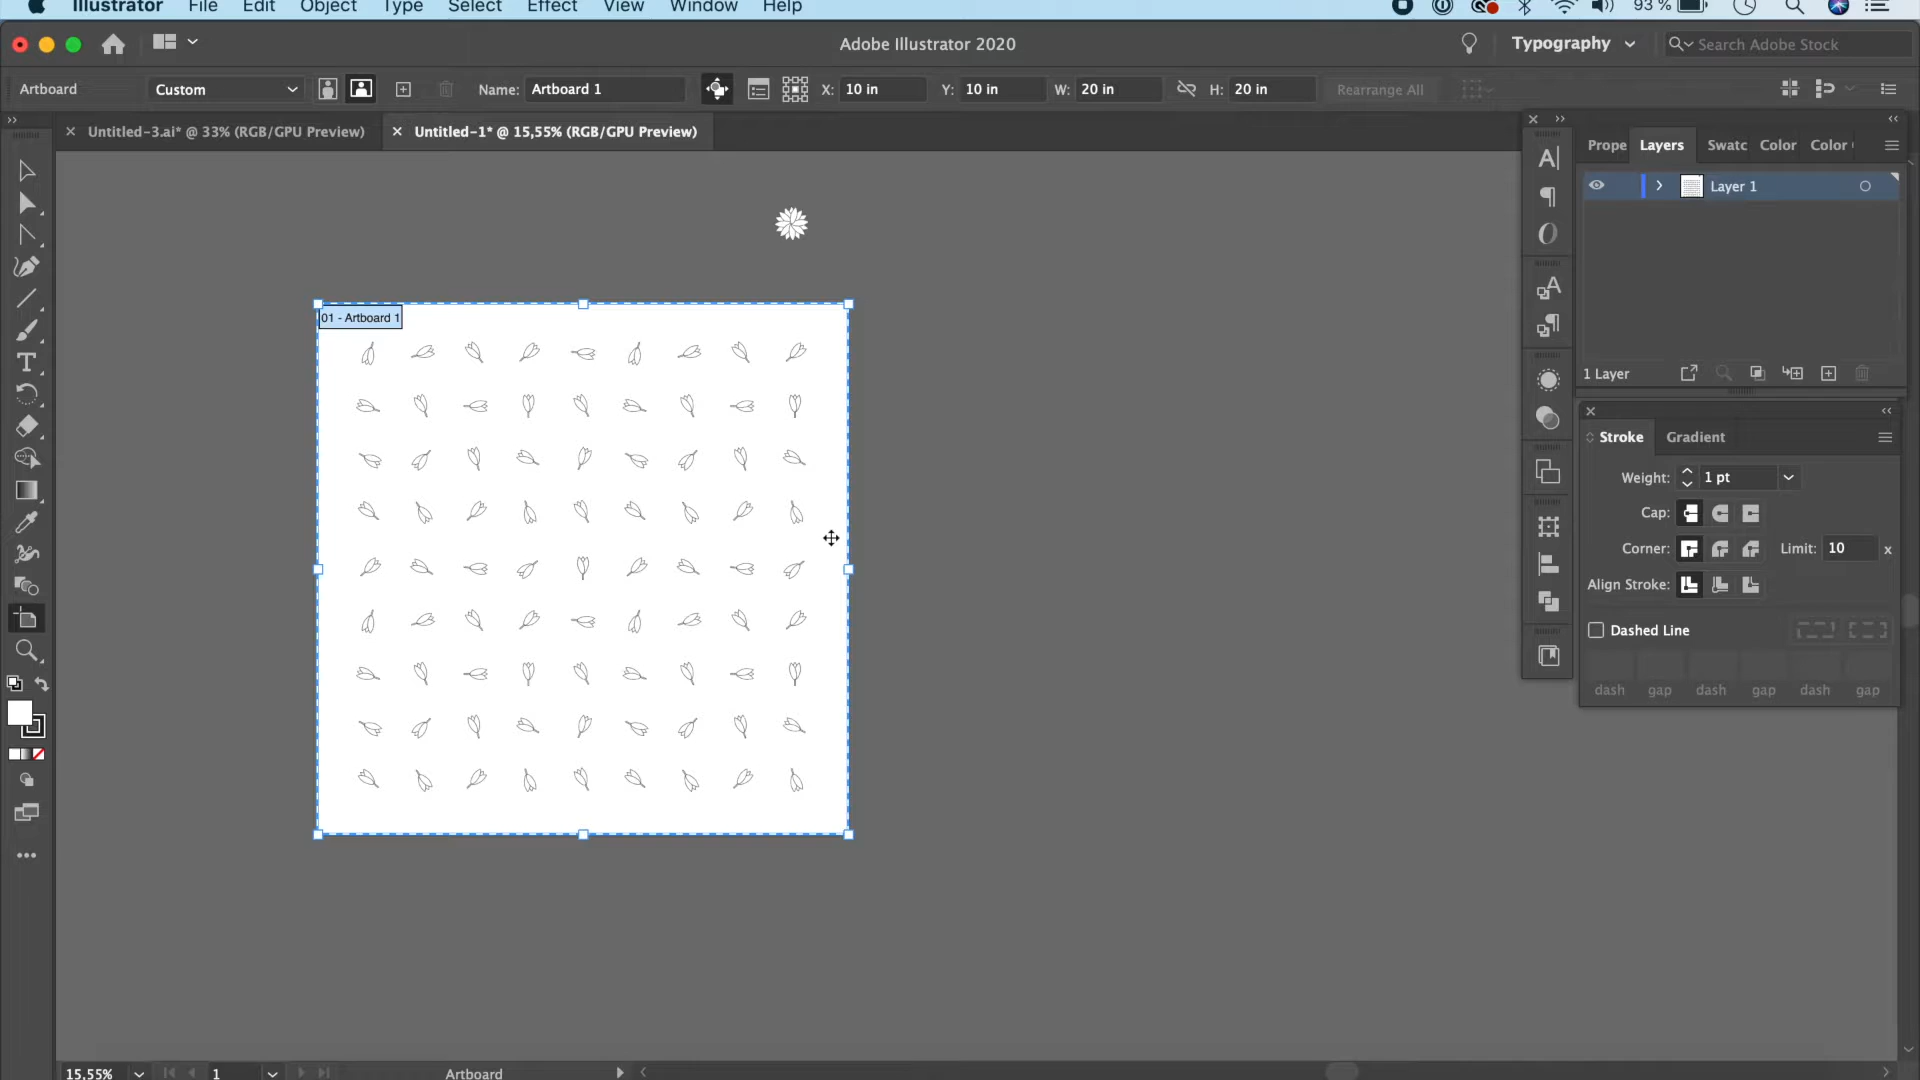 Illustrator File Edit Object Type Select Effect View Window Help 93 %
Adobe Illustrator 2020
Typography
Search Adobe Stock
Artboard Custom Name: Artboard 1 X: 10 in Y: 10 in W: 20 in H: 20 in Rearrange All
Untitled-3.ai* @ 33% (RGB/GPU Preview) Untitled-1* @ 15,55% (RGB/GPU Preview)
Prope Layers Swatc Color Color
Layer 1
01 - Artboard 1
1 Layer
Stroke Gradient
Weight: 1 pt
Cap:
Corner: Limit: 10 x
Align Stroke:
Dashed Line
dash gap dash gap dash gap
15,55% 1 Artboard